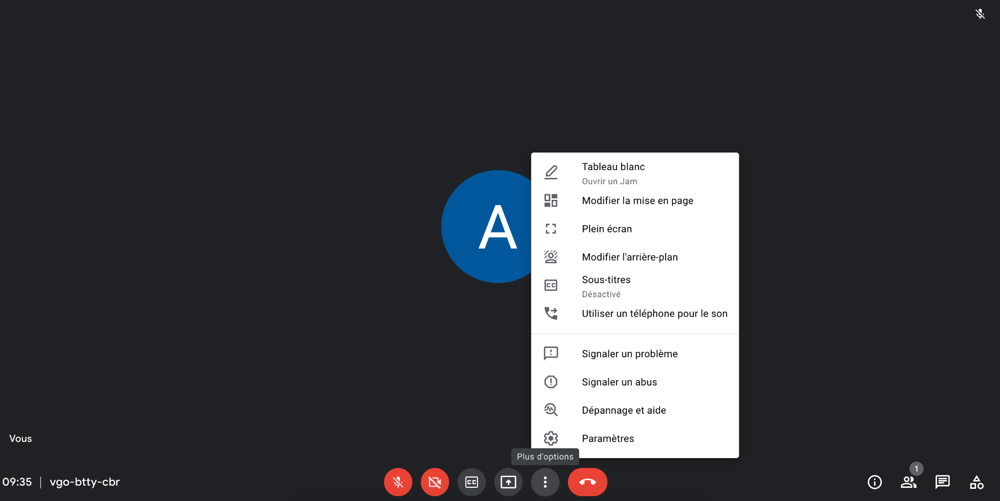 A
Tableau blanc
Ouvrir un Jam
Modifier la mise en page
Plein écran
Modifier l'arrière-plan
CC
Sous-titres
Désactivé
Utiliser un téléphone pour le son
Signaler un problème
Signaler un abus
Dépannage et aide
Paramètres
Vous
Plus d'options
09:35 | vgo-btty-cbr
CC
1